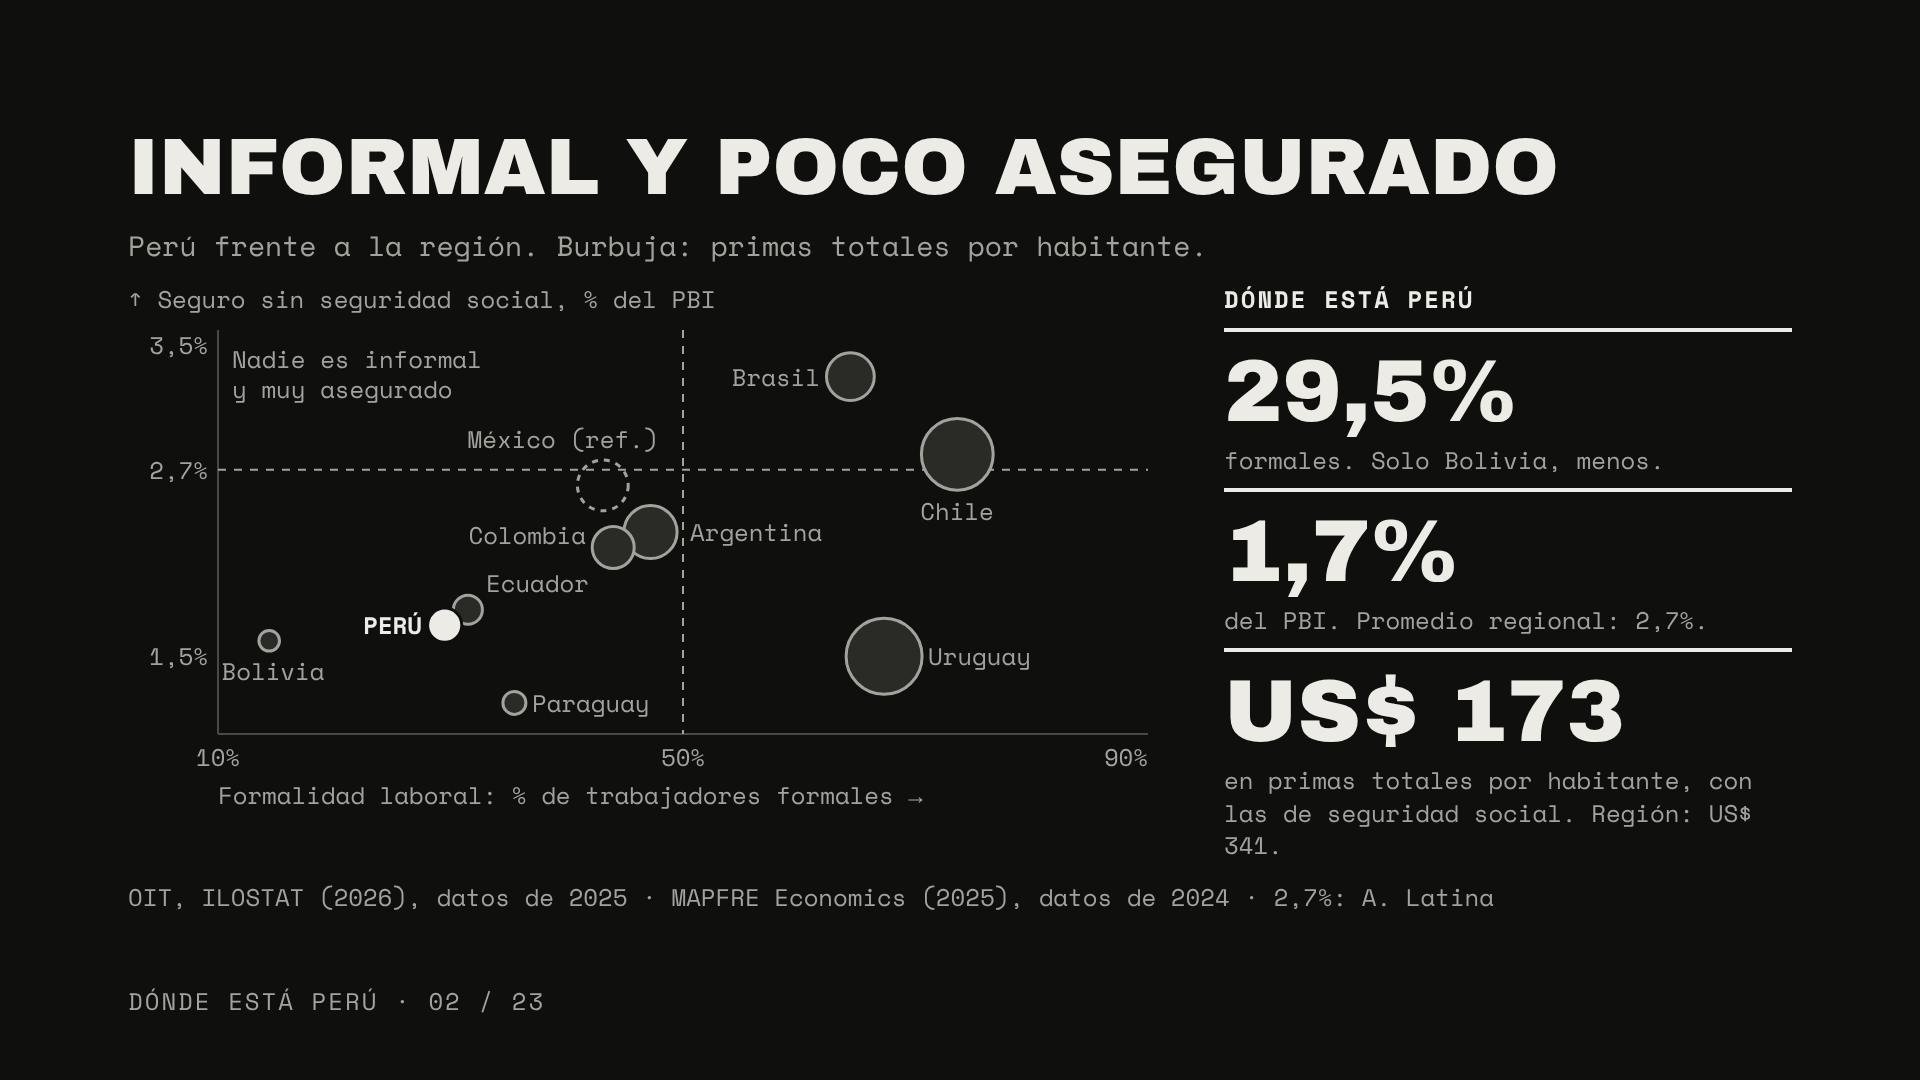 INFORMAL Y POCO ASEGURADO
Perú frente a la región. Burbuja: primas totales por habitante.
↑ Seguro sin seguridad social, % del PBI
3,5%
Nadie es informal
y muy asegurado
Brasil
México (ref.)
2,7%
Chile
Colombia
Argentina
Ecuador
PERÚ
1,5%
Bolivia
Uruguay
Paraguay
10%
50%
90%
Formalidad laboral: % de trabajadores formales →
DÓNDE ESTÁ PERÚ
29,5%
formales. Solo Bolivia, menos.
1,7%
del PBI. Promedio regional: 2,7%.
US$ 173
en primas totales por habitante, con
las de seguridad social. Región: US$
341.
OIT, ILOSTAT (2026), datos de 2025 · MAPFRE Economics (2025), datos de 2024 · 2,7%: A. Latina
DÓNDE ESTÁ PERÚ · 02 / 23